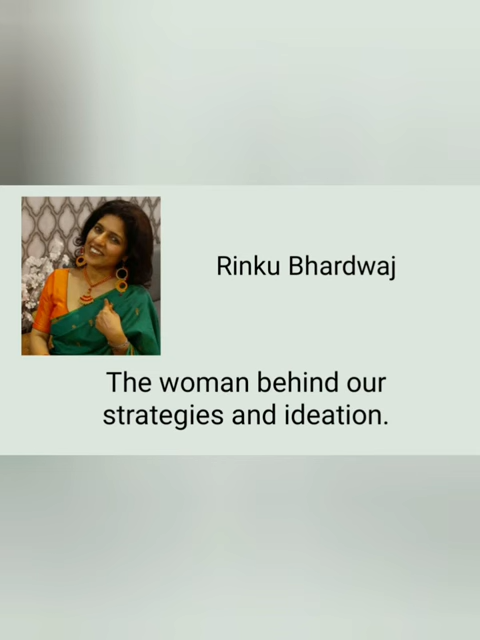 Rinku Bhardwaj
The woman behind our
strategies and ideation.